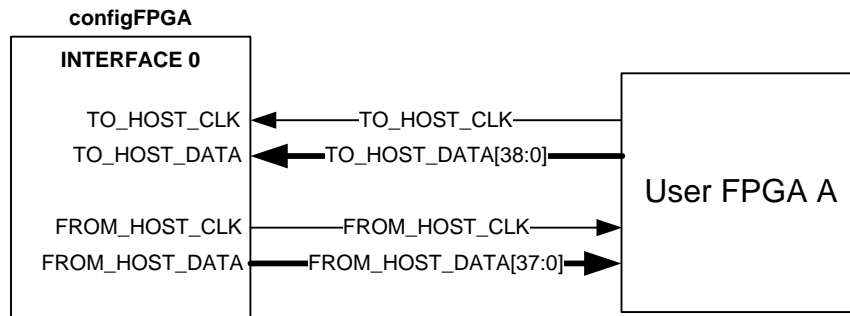 configFPGA
INTERFACE 0
TO_HOST_CLK
TO_HOST_CLK
TO_HOST_DATA
TO_HOST_DATA[38:0]
User FPGA A
FROM_HOST_CLK
FROM_HOST_CLK
FROM_HOST_DATA
FROM_HOST_DATA[37:0]